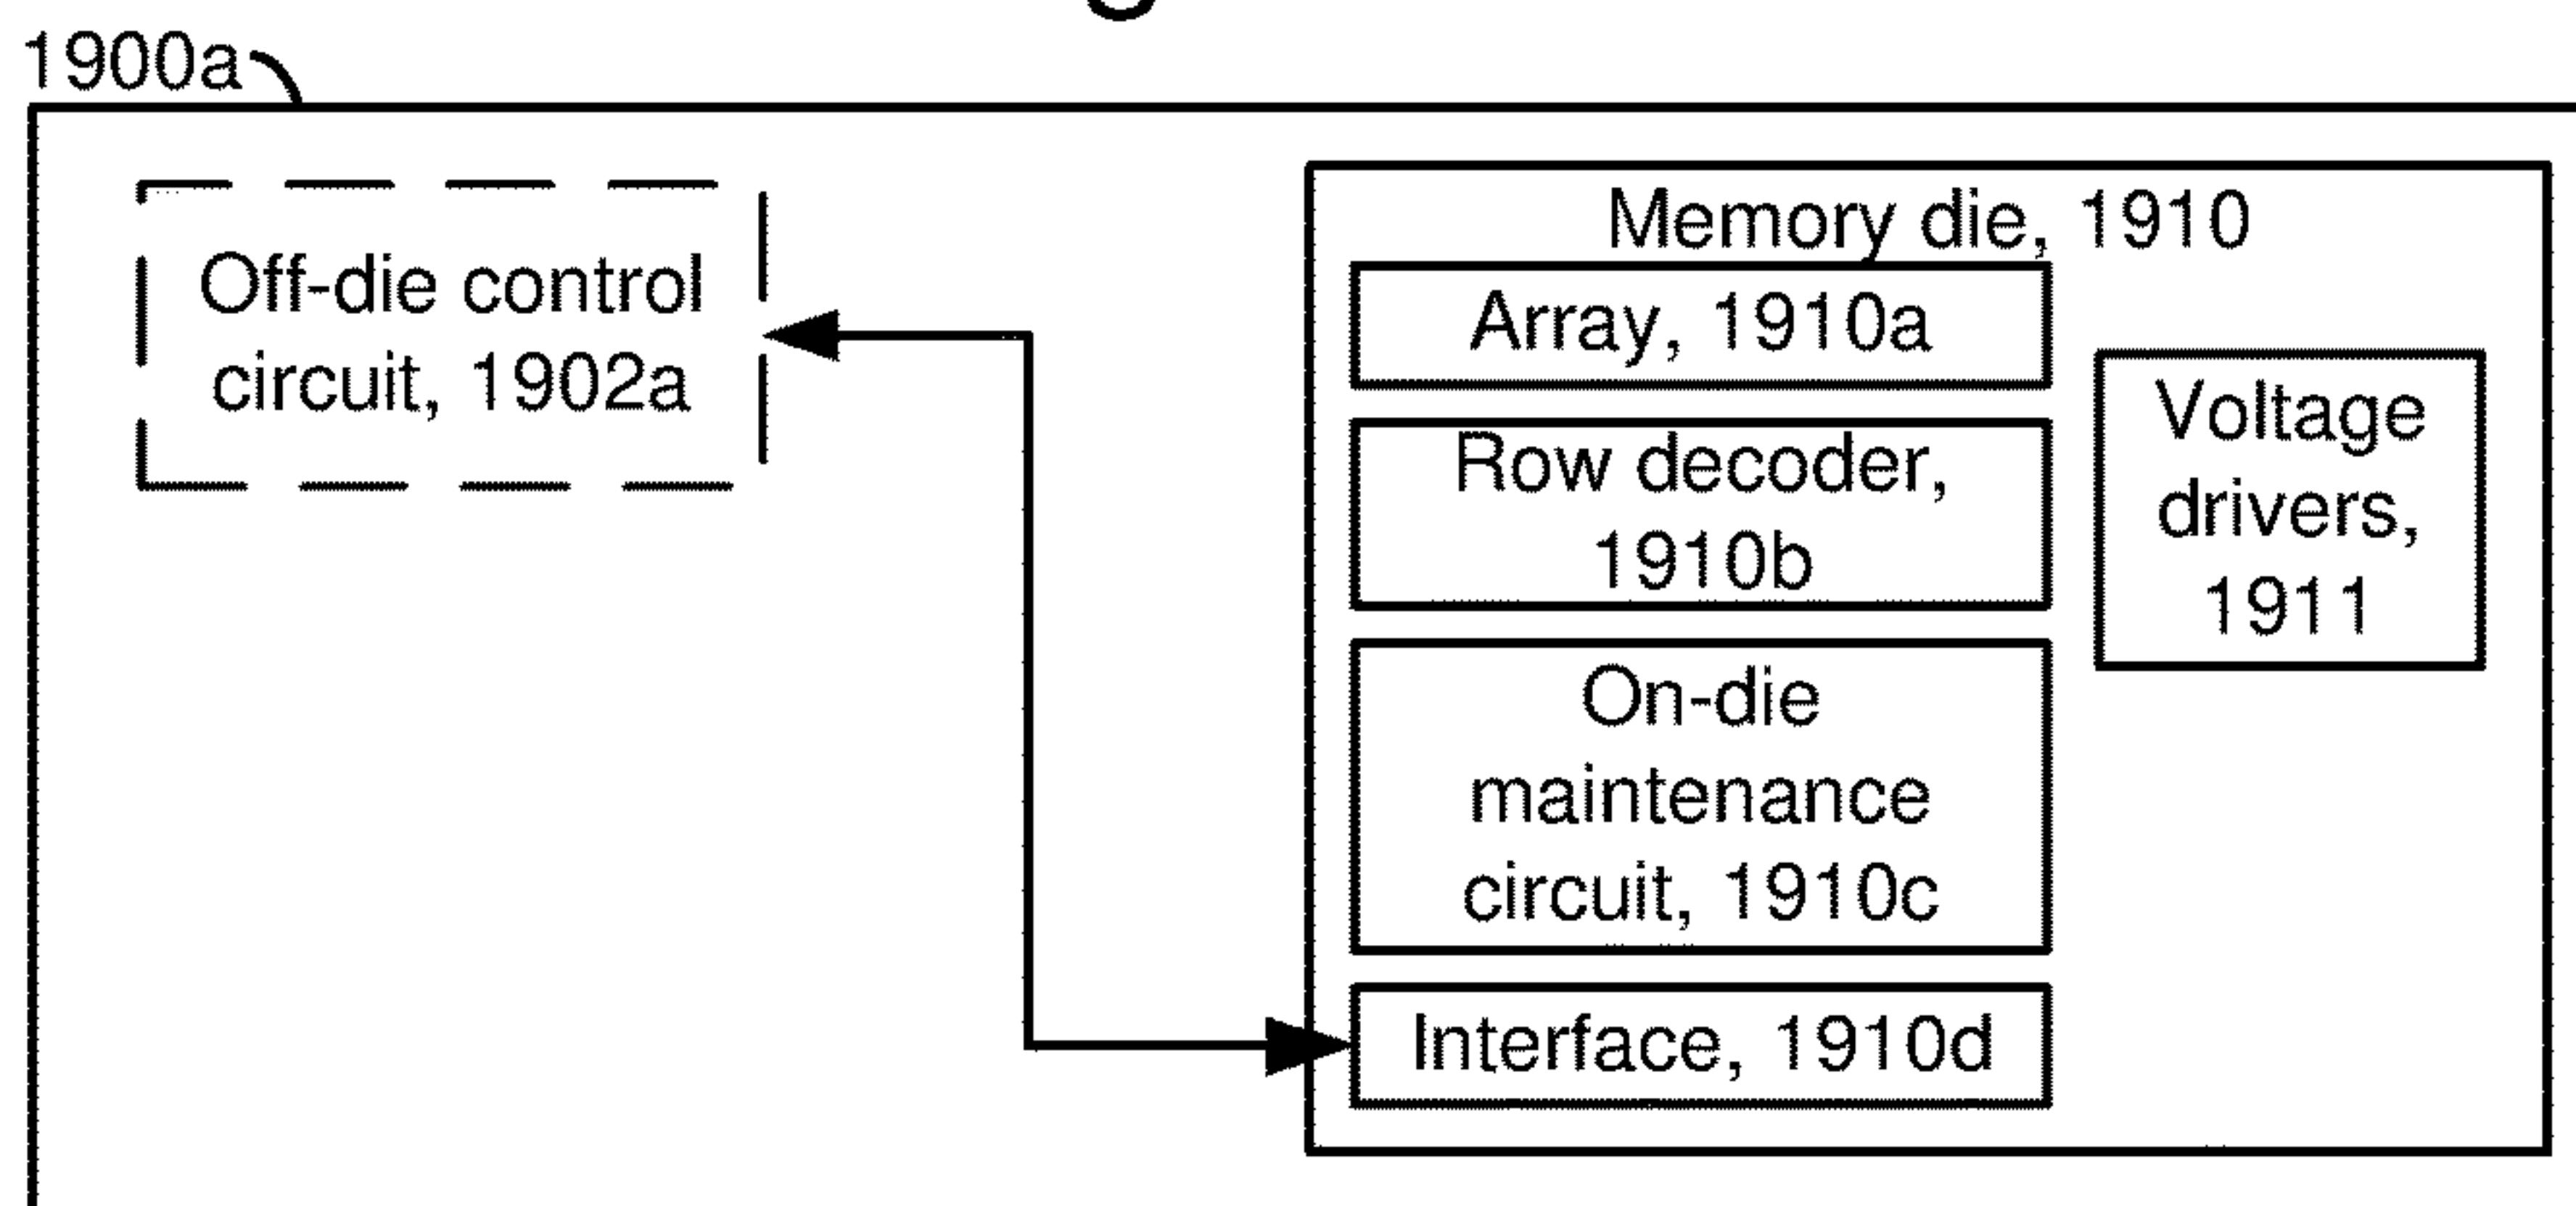 1900a
Off-die control
circuit, 1902a
Memory die, 1910
Array, 1910a
Row decoder,
1910b
On-die
maintenance
circuit, 1910c
Interface, 1910d
Voltage
drivers,
1911